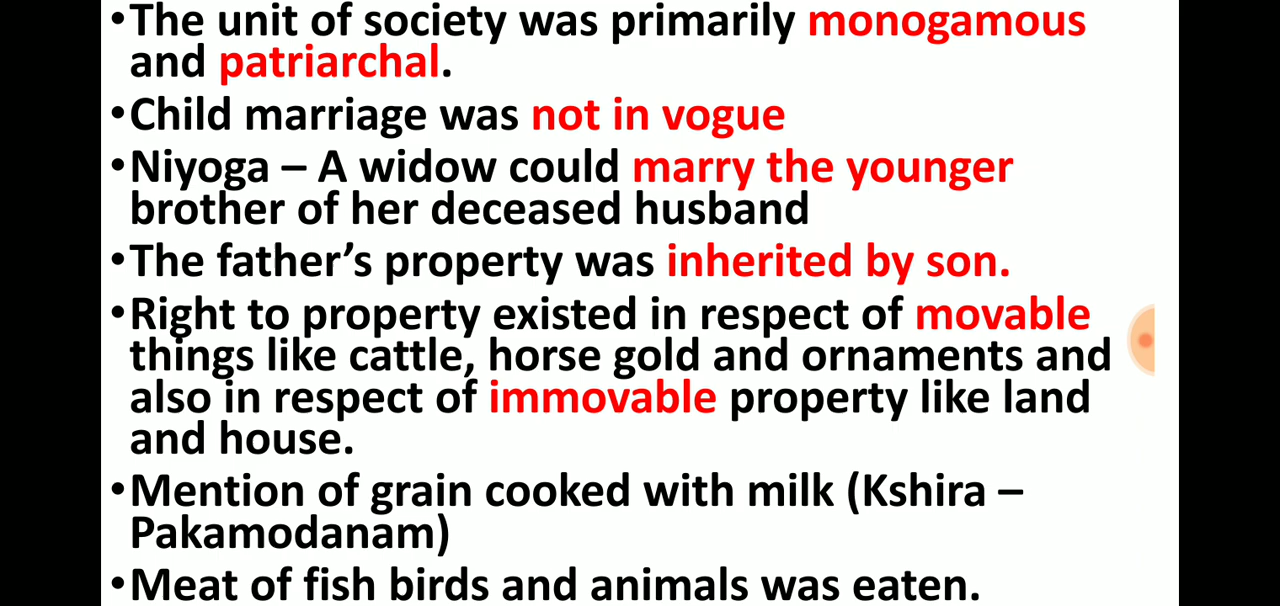 •The unit of society was primarily monogamous
and patriarchal.
•Child marriage was not in vogue
•Niyoga – A widow could marry the younger
brother of her deceased husband
•The father’s property was inherited by son.
•Right to property existed in respect of movable
things like cattle, horse gold and ornaments and
also in respect of immovable property like land
and house.
•Mention of grain cooked with milk (Kshira –
Pakamodanam)
•Meat of fish birds and animals was eaten.